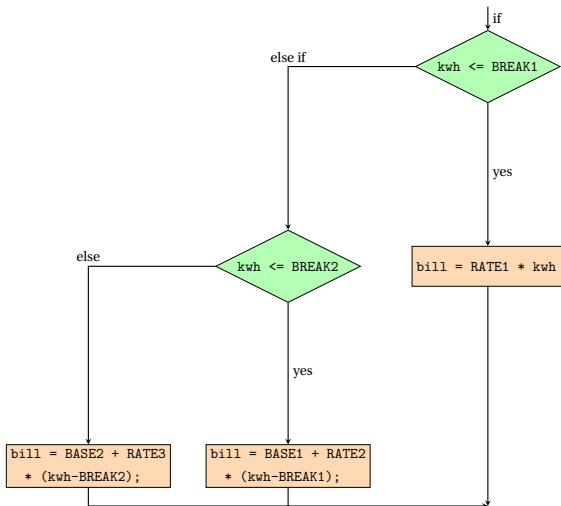 if
else if
kwh <= BREAK1
yes
else
kwh <= BREAK2
bill = RATE1 * kwh
yes
bill = BASE2 + RATE3
* (kwh-BREAK2);
bill = BASE1 + RATE2
* (kwh-BREAK1);